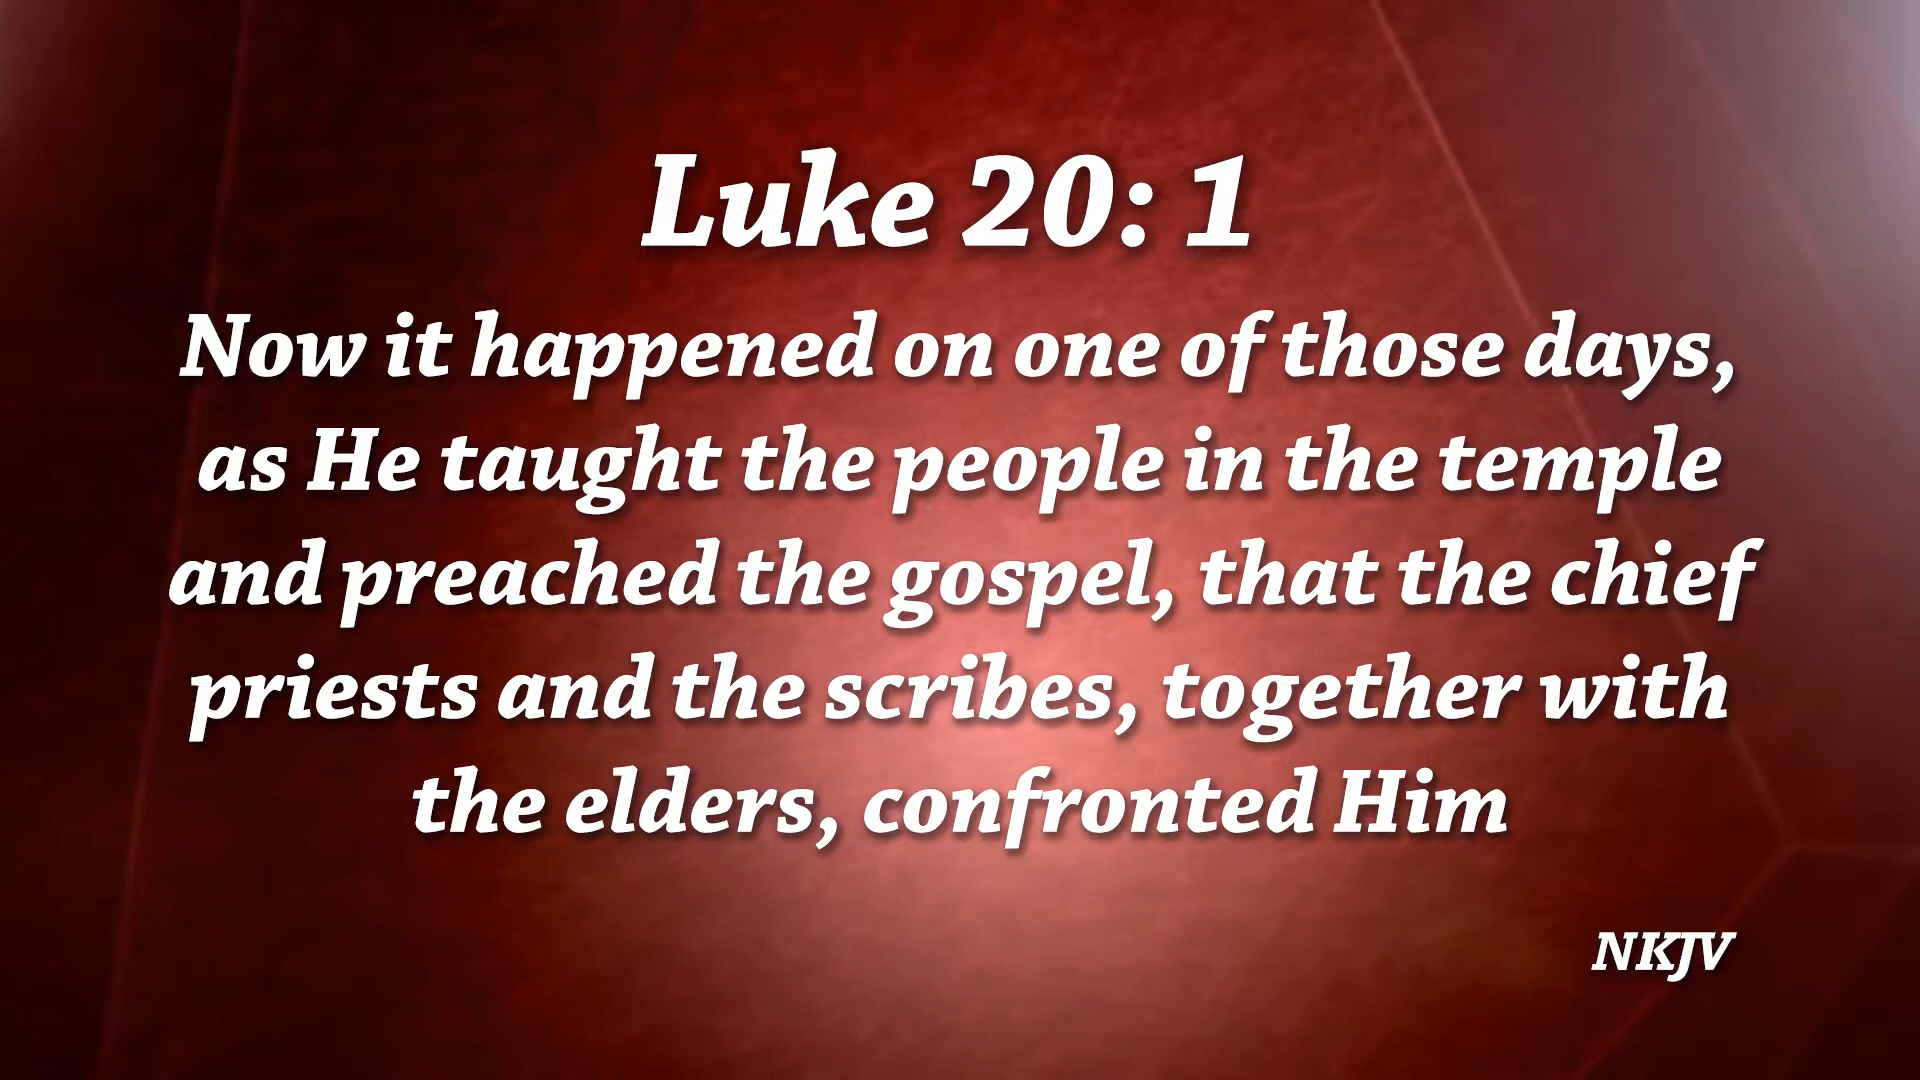 Luke 20: 1
Now it happened on one of those days,
as He taught the people in the temple
and preached the gospel, that the chief
priests and the scribes, together with
the elders, confronted Him
NKJV